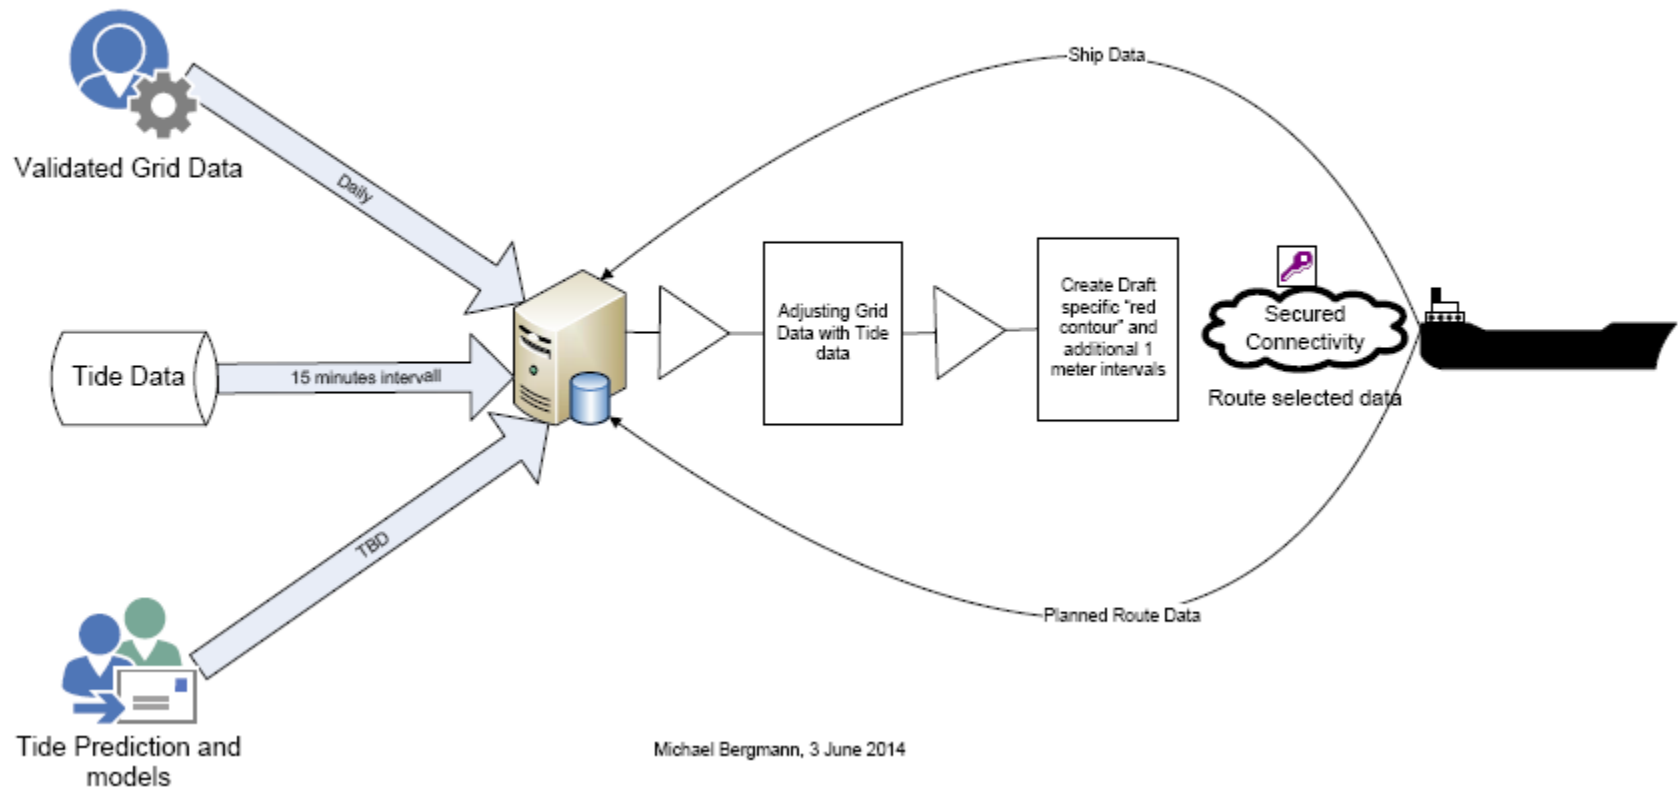 Ship Data
Validated Grid Data
Daily
Tide Data
15 minutes intervall
Adjusting Grid
Data with Tide
data
Create Draft
specific "red
contour" and
additional 1
meter intervals
Secured
Connectivity
Route selected data
TBD
Planned Route Data
Tide Prediction and
models
Michael Bergmann, 3 June 2014